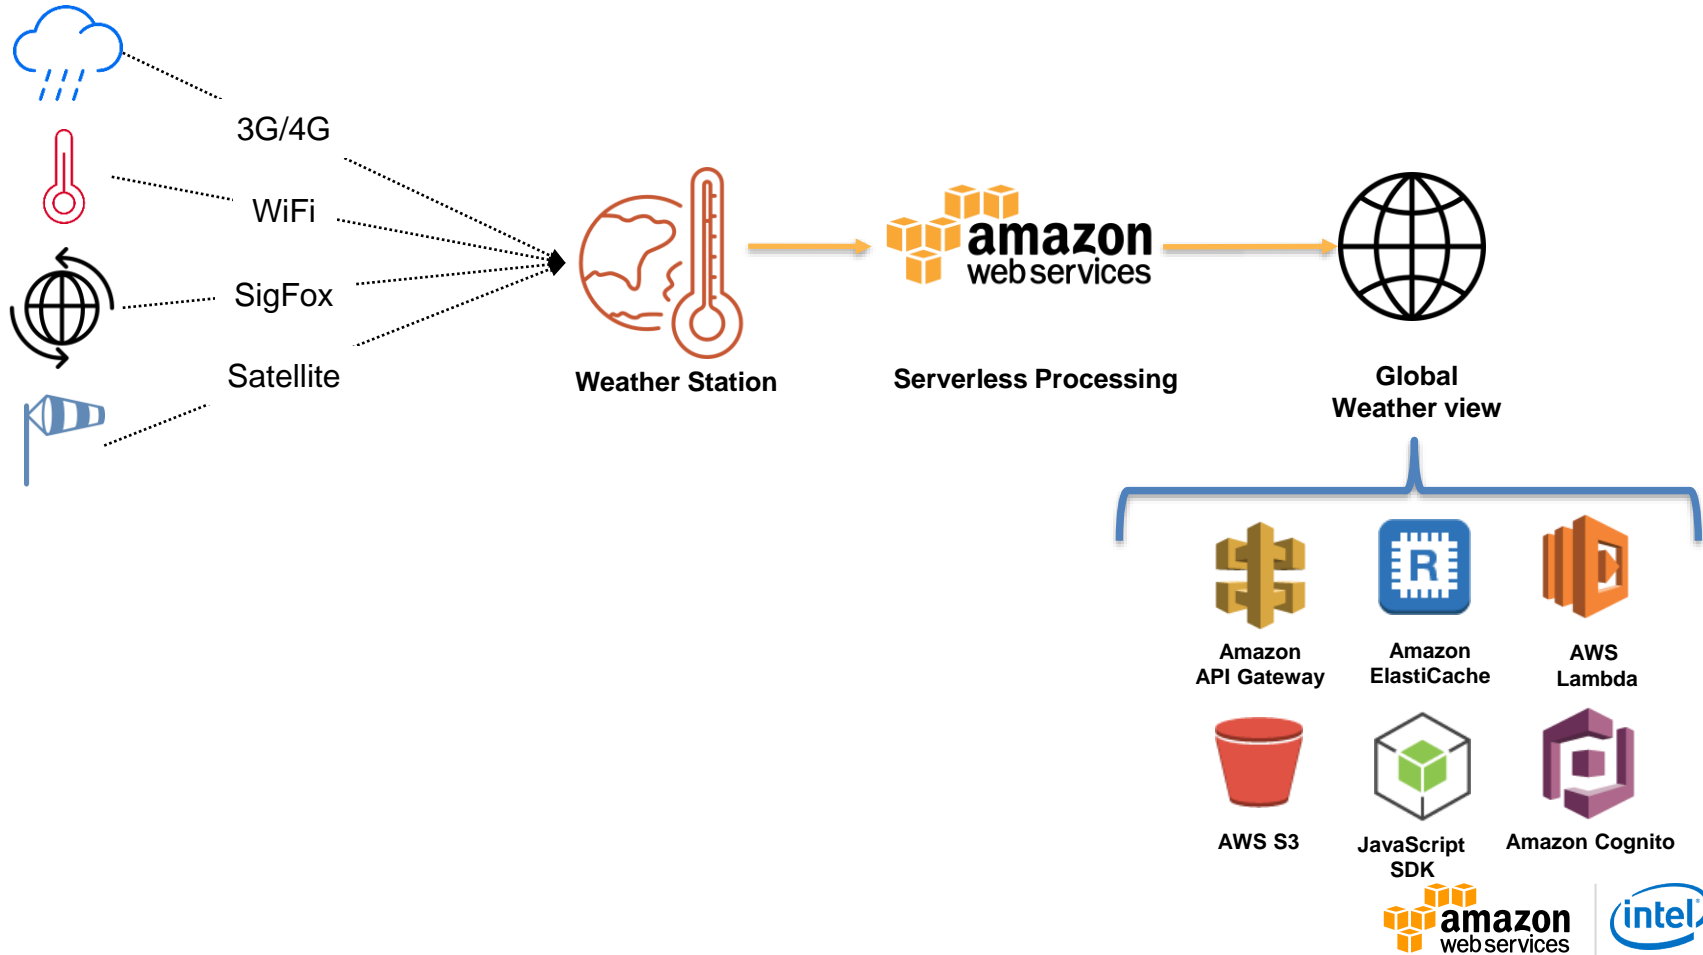 3G/4G
WiFi
SigFox
Satellite
Weather Station
amazon
web services
Serverless Processing
Global
Weather view
Amazon
API Gateway
R
Amazon
ElastiCache
AWS
Lambda
AWS S3
JavaScript
SDK
Amazon Cognito
amazon
web services
intel